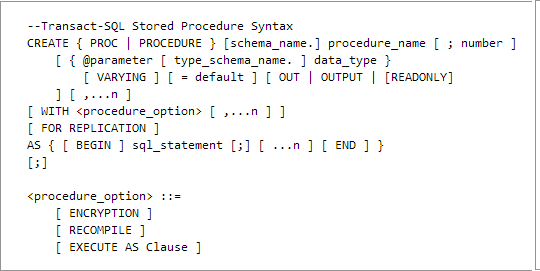 --Transact-SQL Stored Procedure Syntax
CREATE { PROC | PROCEDURE } [schema_name.] procedure_name [ ; number ]
    [ { @parameter [ type_schema_name. ] data_type }
        [ VARYING ] [ = default ] [ OUT | OUTPUT | [READONLY]
    ] [ ,...n ]
[ WITH <procedure_option> [ ,...n ] ]
[ FOR REPLICATION ]
AS { [ BEGIN ] sql_statement [;] [ ...n ] [ END ] }
[;]

<procedure_option> ::=
    [ ENCRYPTION ]
    [ RECOMPILE ]
    [ EXECUTE AS Clause ]